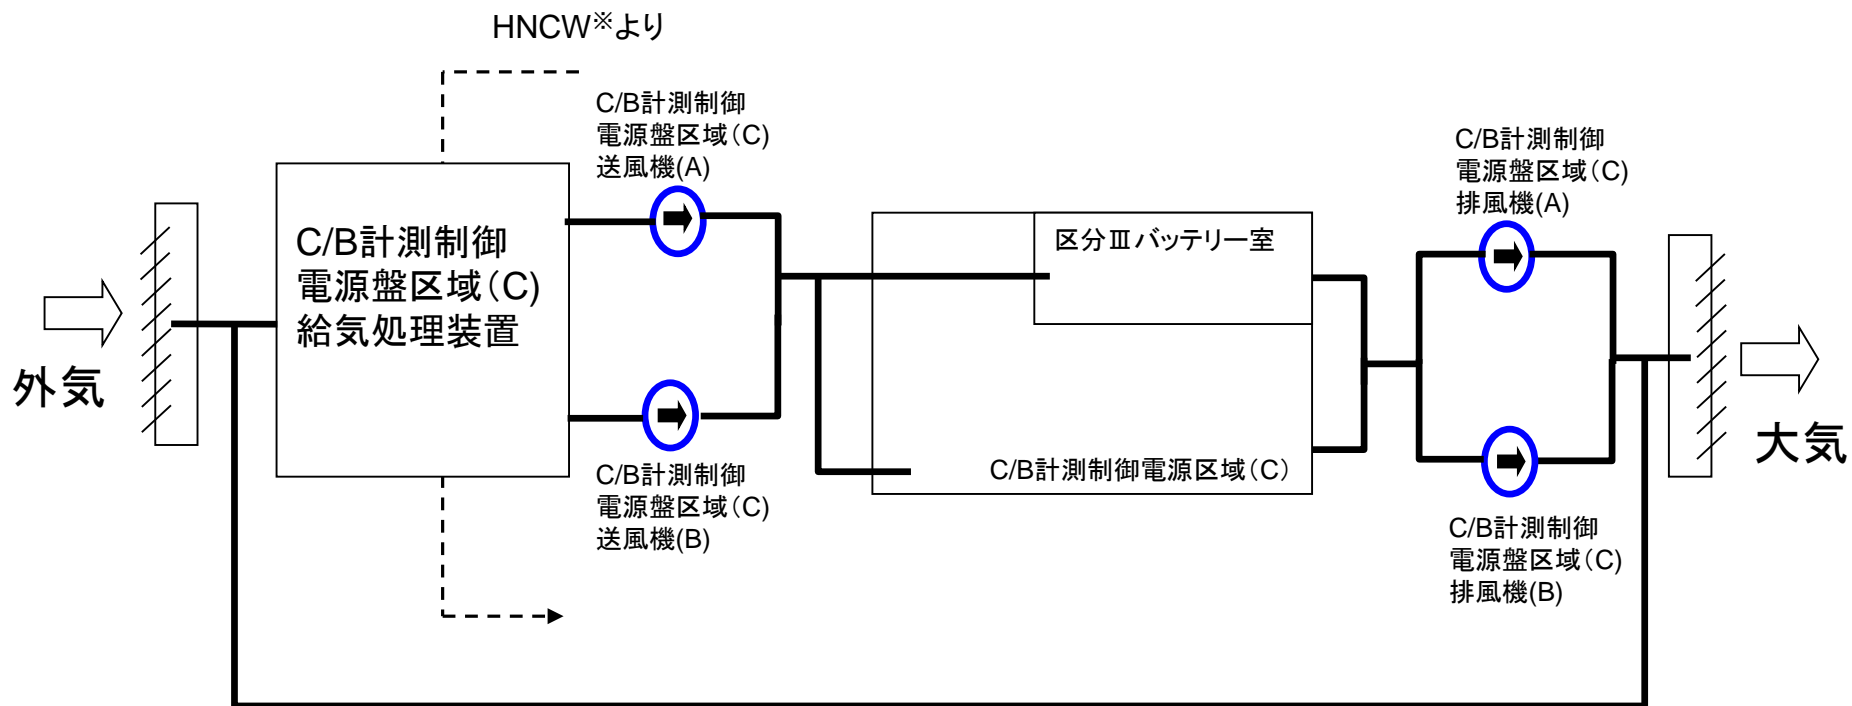 HNCW※より
C/B計測制御
電源盤区域(C)
送風機(A)
C/B計測制御
電源盤区域(C)
排風機(A)
C/B計測制御
電源盤区域(C)
給気処理装置
区分Ⅲバッテリー室
外気
大気
C/B計測制御電源区域(C)
C/B計測制御
電源盤区域(C)
送風機(B)
C/B計測制御
電源盤区域(C)
排風機(B)